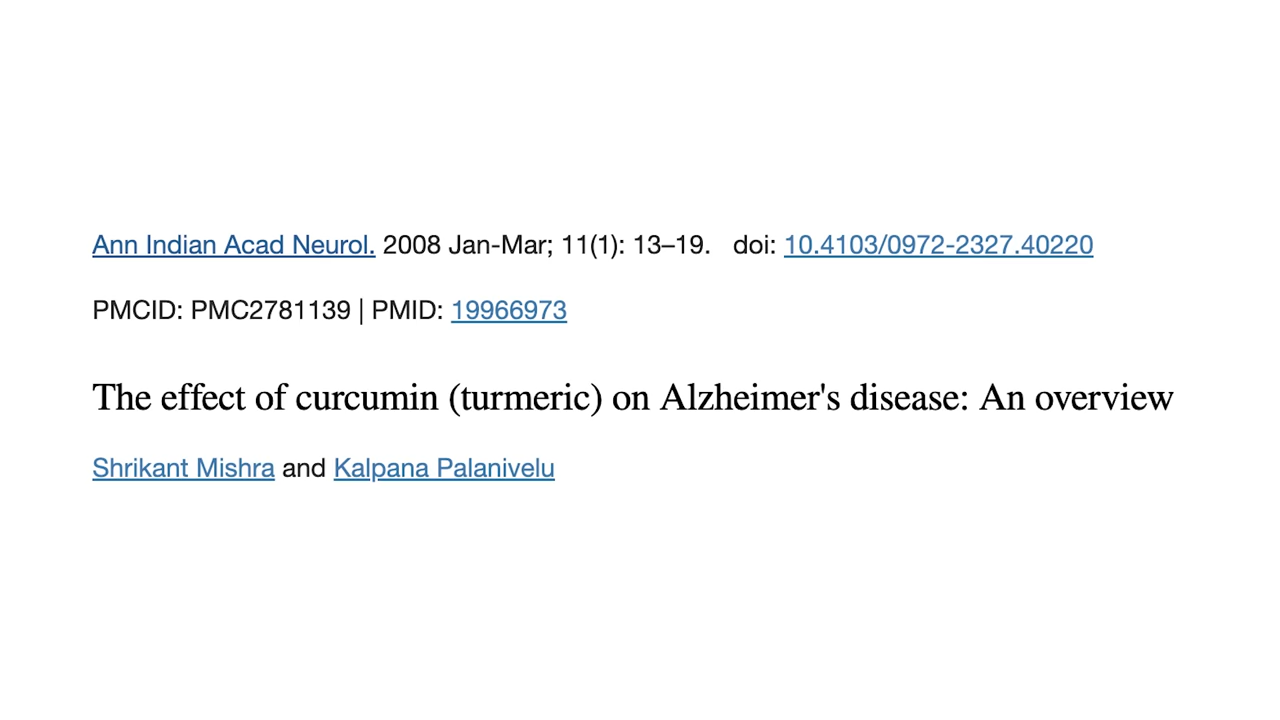 Ann Indian Acad Neurol. 2008 Jan-Mar; 11(1): 13–19. doi: 10.4103/0972-2327.40220
PMCID: PMC2781139 | PMID: 19966973
The effect of curcumin (turmeric) on Alzheimer's disease: An overview
Shrikant Mishra and Kalpana Palanivelu